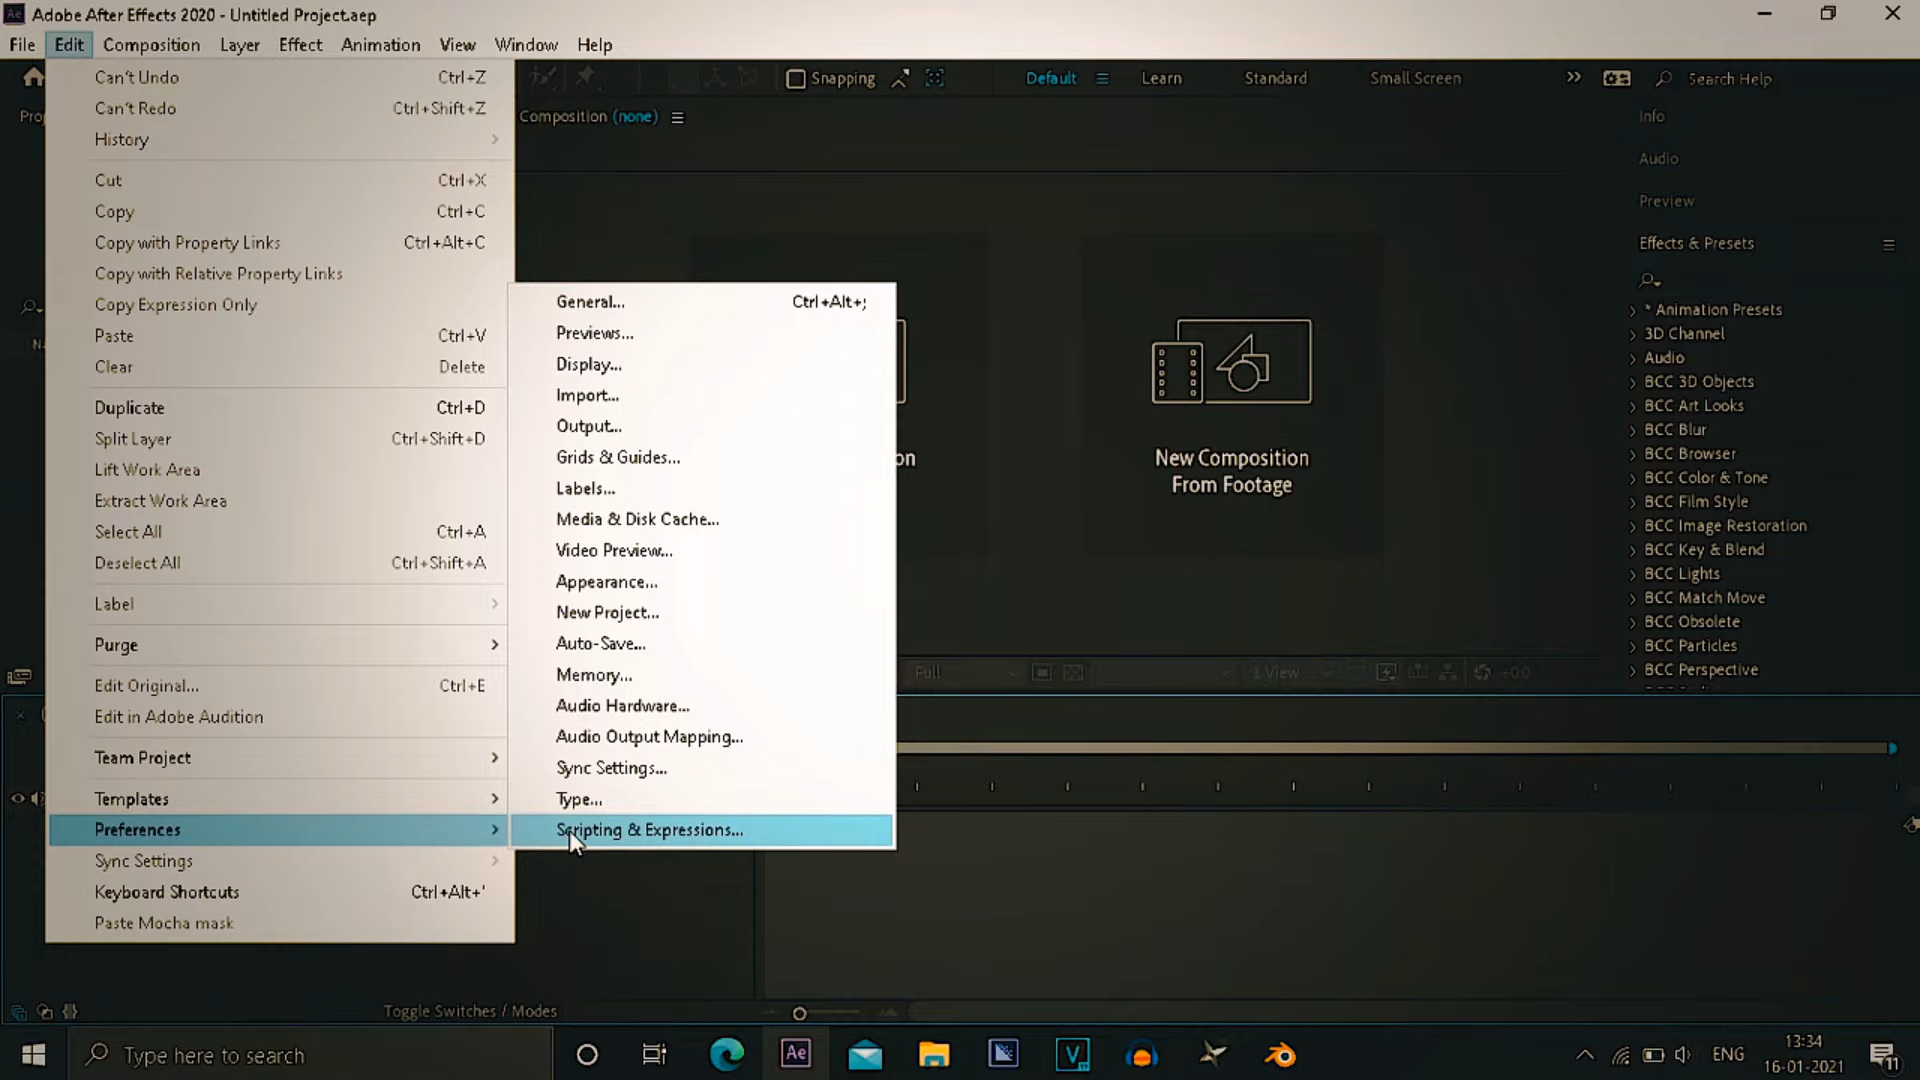 Adobe After Effects 2020 - Untitled Project.aep
File Edit Composition Layer Effect Animation View Window Help
Snapping Default Learn Standard Small Screen Search Help
Composition (none)
Can't Undo Ctrl+Z
Can't Redo Ctrl+Shift+Z
History
Cut Ctrl+X
Copy Ctrl+C
Copy with Property Links Ctrl+Alt+C
Copy with Relative Property Links
Copy Expression Only
Paste Ctrl+V
Clear Delete
Duplicate Ctrl+D
Split Layer Ctrl+Shift+D
Lift Work Area
Extract Work Area
Select All Ctrl+A
Deselect All Ctrl+Shift+A
Label
Purge
Edit Original... Ctrl+E
Edit in Adobe Audition
Team Project
Templates
Preferences
Sync Settings
Keyboard Shortcuts Ctrl+Alt+'
Paste Mocha mask
General... Ctrl+Alt+;
Previews...
Display...
Import...
Output...
Grids & Guides...
Labels...
Media & Disk Cache...
Video Preview...
Appearance...
New Project...
Auto-Save...
Memory...
Audio Hardware...
Audio Output Mapping...
Sync Settings...
Type...
Scripting & Expressions...
New Composition
From Footage
Full 1 View +0.0
Info
Audio
Preview
Effects & Presets
* Animation Presets
3D Channel
Audio
BCC 3D Objects
BCC Art Looks
BCC Blur
BCC Browser
BCC Color & Tone
BCC Film Style
BCC Image Restoration
BCC Key & Blend
BCC Lights
BCC Match Move
BCC Obsolete
BCC Particles
BCC Perspective
Toggle Switches / Modes
Type here to search
Ae
ENG
13:34
16-01-2021
11